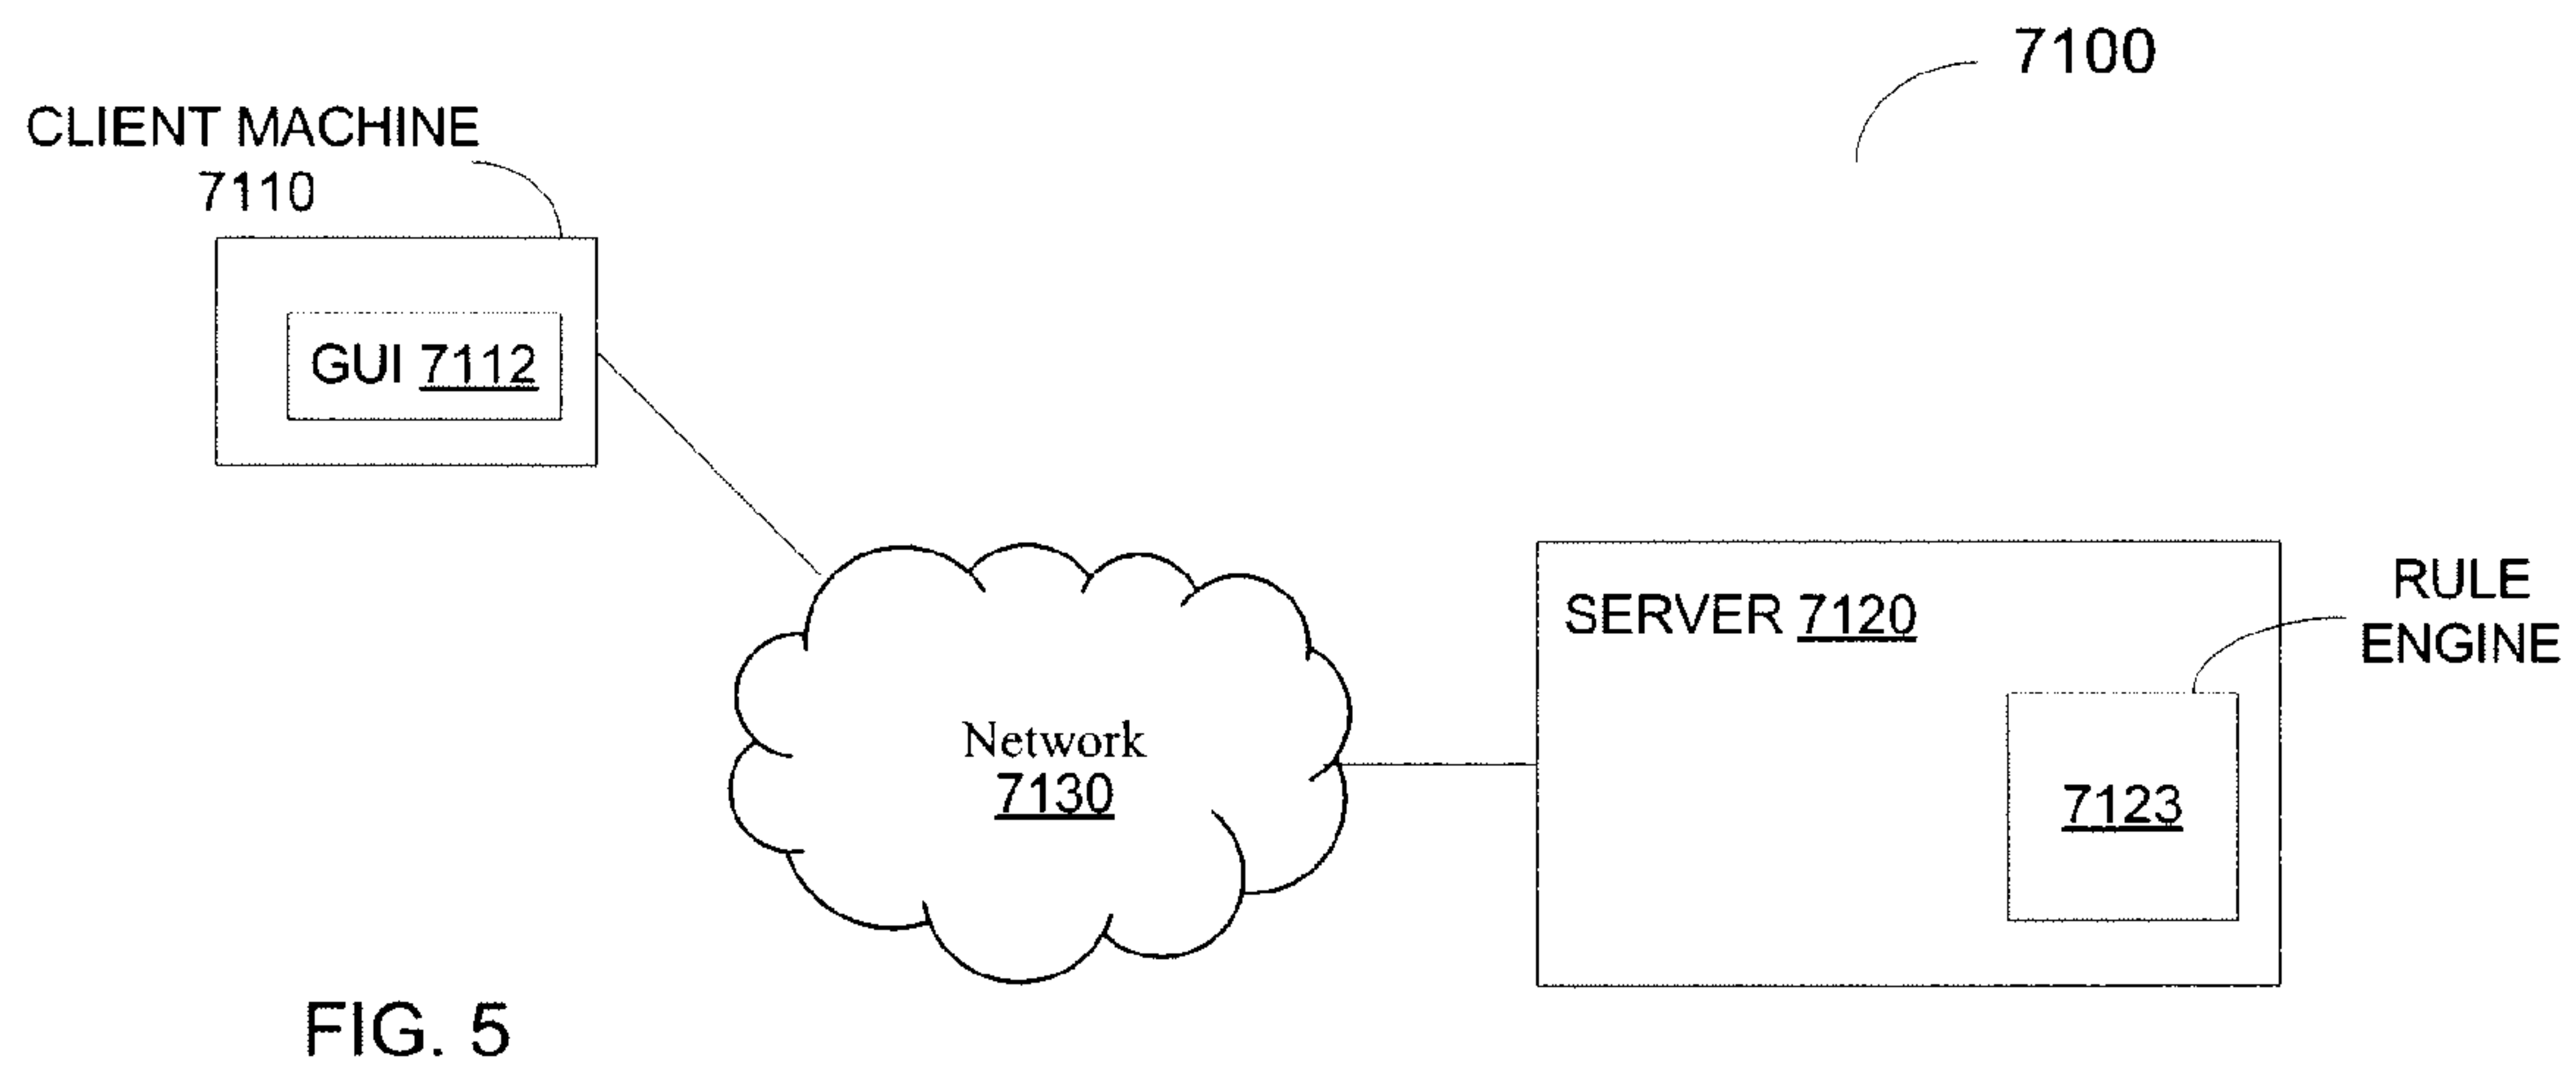 7100
CLIENT MACHINE
7110
GUI 7112
SERVER 7120
RULE
ENGINE
Network
7130
7123
FIG. 5